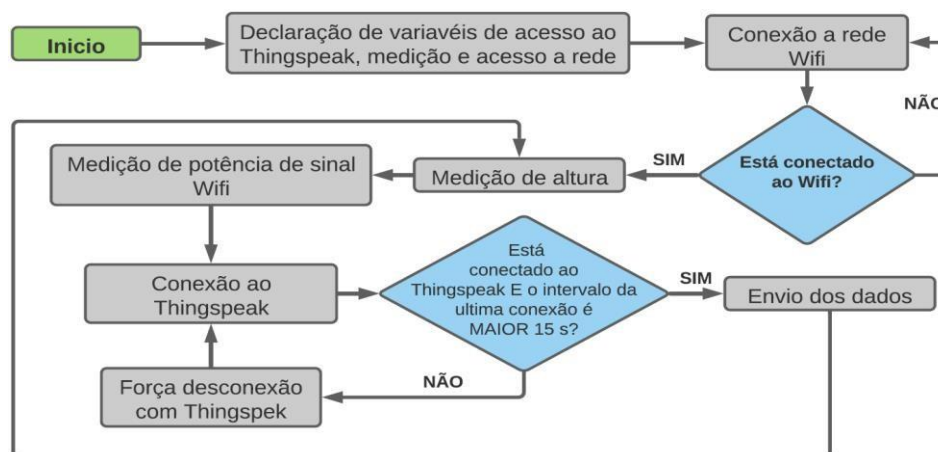 Inicio
Declaração de variavéis de acesso ao
Thingspeak, medição e acesso a rede
Conexão a rede
Wifi
NÃO
Está conectado
ao Wifi?
SIM
Medição de altura
Medição de potência de sinal
Wifi
Conexão ao
Thingspeak
Está
conectado ao
Thingspeak E o intervalo da
ultima conexão é
MAIOR 15 s?
SIM
Envio dos dados
NÃO
Força desconexão
com Thingspek